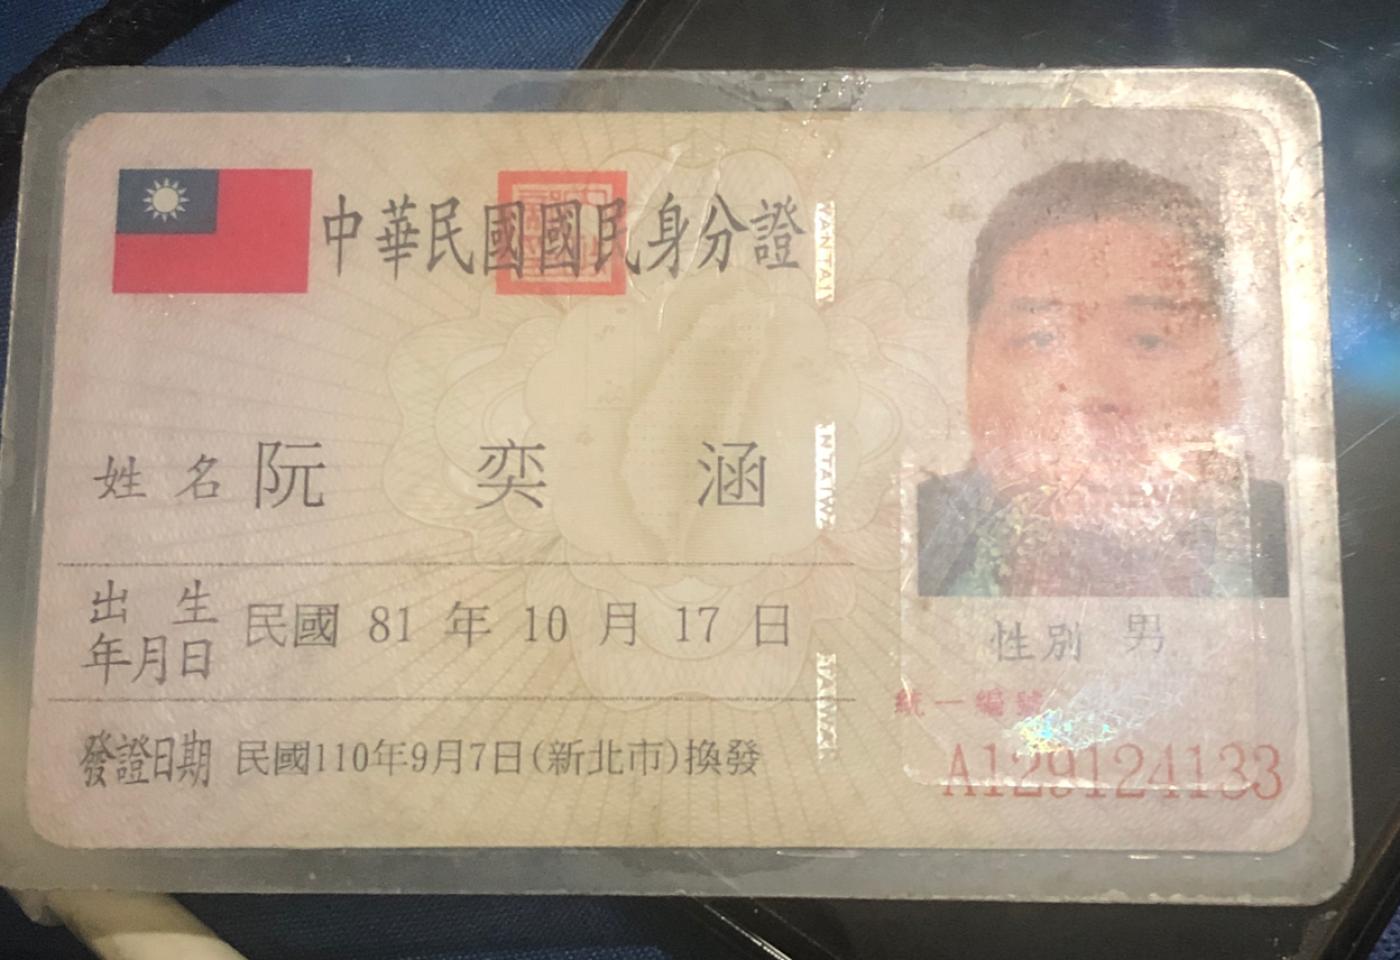 中華民國國民身分證
姓名 阮奕涵
出生年月日 民國 81 年 10 月 17 日
發證日期 民國110年9月7日(新北市)換發
性別 男
統一編號
A129124133